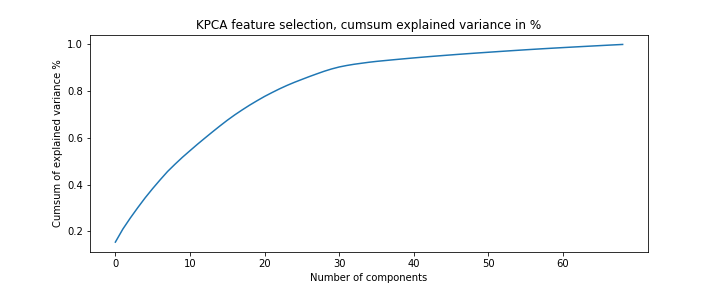 KPCA feature selection, cumsum explained variance in %
Cumsum of explained variance %
1.0
0.8
0.6
0.4
0.2
0 10 20 30 40 50 60
Number of components